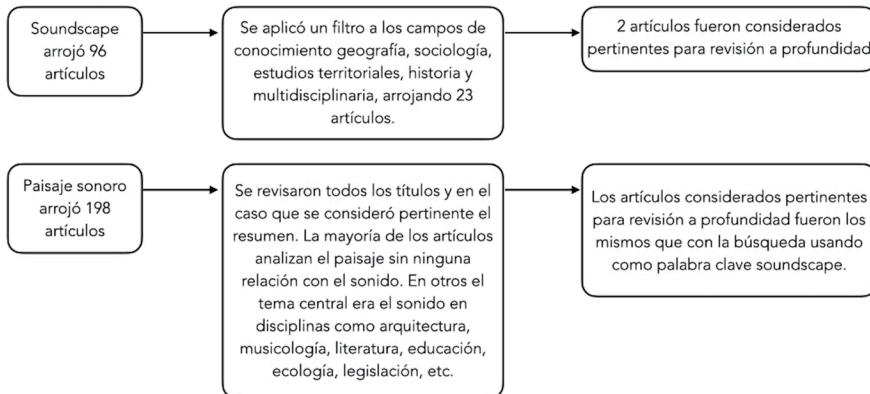 Soundscape
arrojó 96
artículos
Se aplicó un filtro a los campos de
conocimiento geografía, sociología,
estudios territoriales, historia y
multidisciplinaria, arrojando 23
artículos.
2 artículos fueron considerados
pertinentes para revisión a profundidad
Paisaje sonoro
arrojó 198
artículos
Se revisaron todos los títulos y en el
caso que se consideró pertinente el
resumen. La mayoría de los artículos
analizan el paisaje sin ninguna
relación con el sonido. En otros el
tema central era el sonido en
disciplinas como arquitectura,
musicología, literatura, educación,
ecología, legislación, etc.
Los artículos considerados pertinentes
para revisión a profundidad fueron los
mismos que con la búsqueda usando
como palabra clave soundscape.